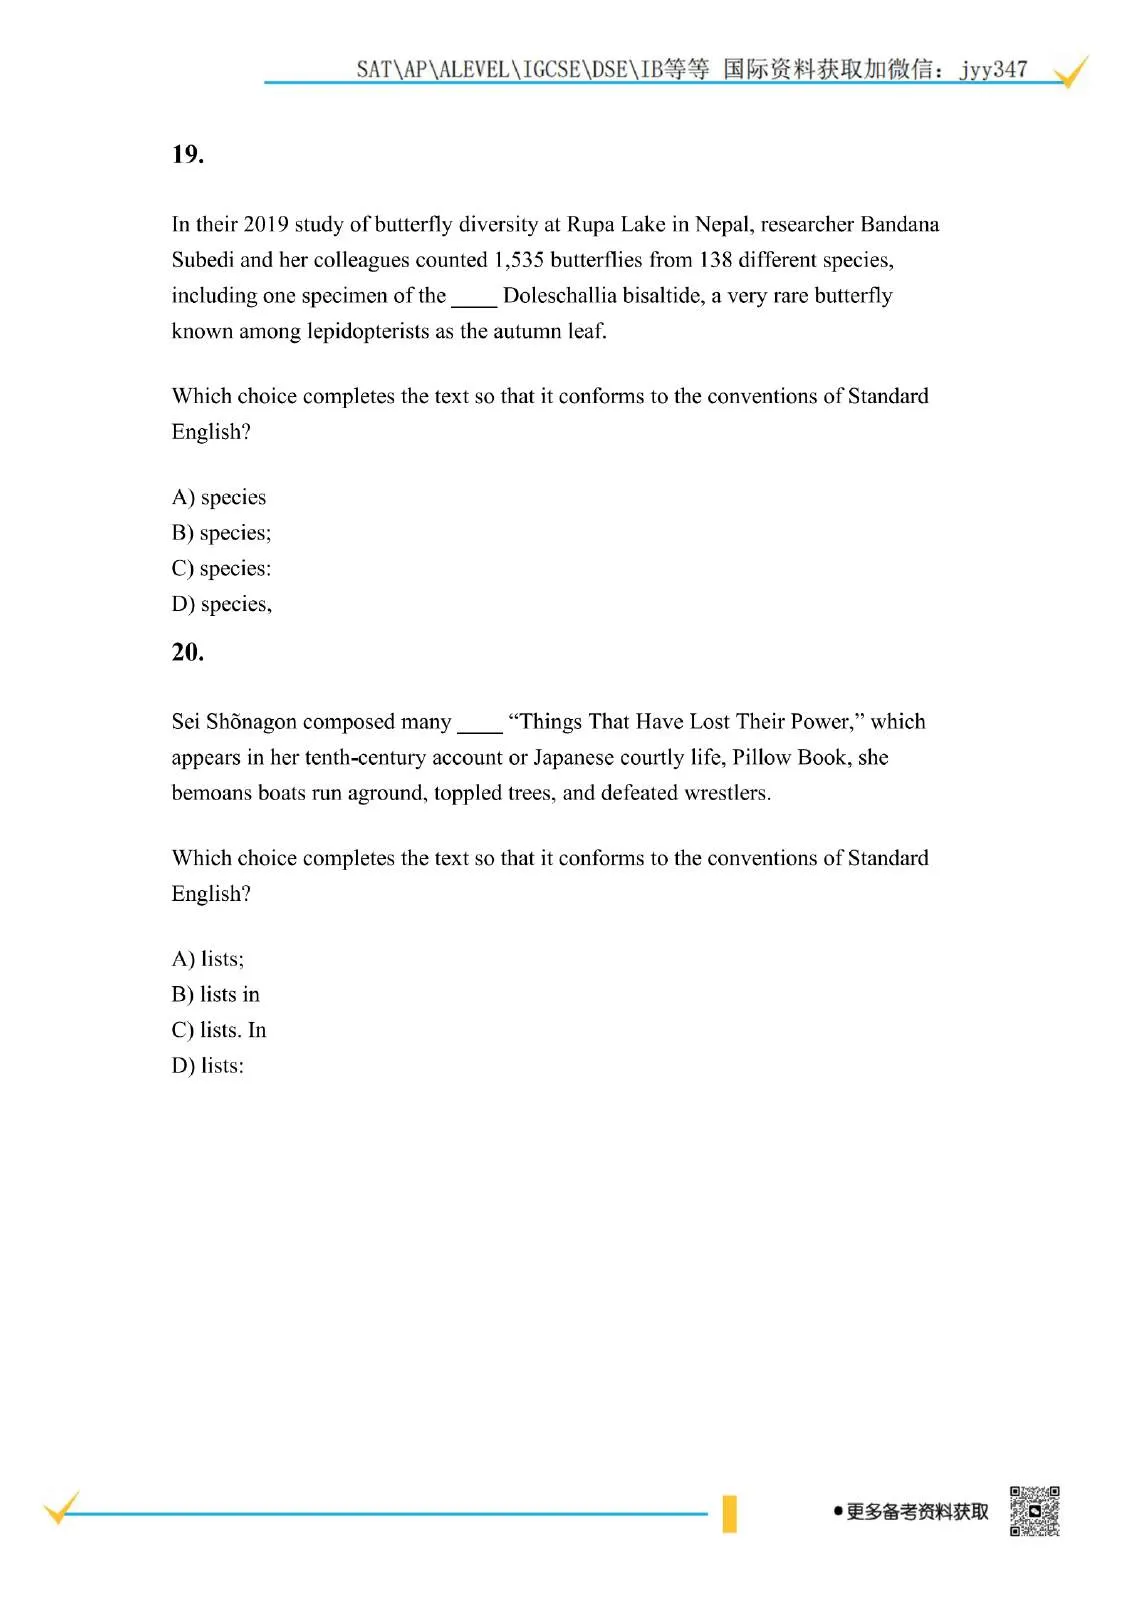 SAT\AP\ALEVEL\IGCSE\DSE\IB等等 国际资料获取加微信: jyy347
19.
In their 2019 study of butterfly diversity at Rupa Lake in Nepal, researcher Bandana
Subedi and her colleagues counted 1,535 butterflies from 138 different species,
including one specimen of the ____ Doleschallia bisaltide, a very rare butterfly
known among lepidopterists as the autumn leaf.
Which choice completes the text so that it conforms to the conventions of Standard
English?
A) species
B) species;
C) species:
D) species,
20.
Sei Shõnagon composed many ____ “Things That Have Lost Their Power,” which
appears in her tenth-century account or Japanese courtly life, Pillow Book, she
bemoans boats run aground, toppled trees, and defeated wrestlers.
Which choice completes the text so that it conforms to the conventions of Standard
English?
A) lists;
B) lists in
C) lists. In
D) lists:
•更多备考资料获取